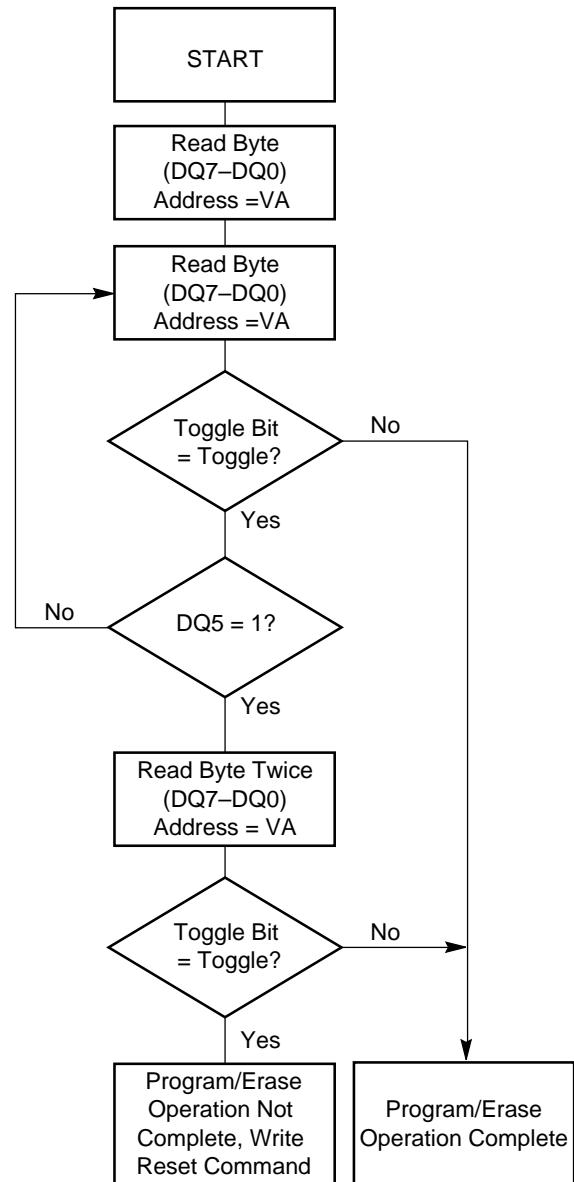 START
Read Byte
(DQ7–DQ0)
Address =VA
Read Byte
(DQ7–DQ0)
Address =VA
Toggle Bit
= Toggle?
No
Yes
No
DQ5 = 1?
Yes
Read Byte Twice
(DQ7–DQ0)
Address = VA
Toggle Bit
= Toggle?
No
Yes
Program/Erase
Operation Not
Complete, Write
Reset Command
Program/Erase
Operation Complete